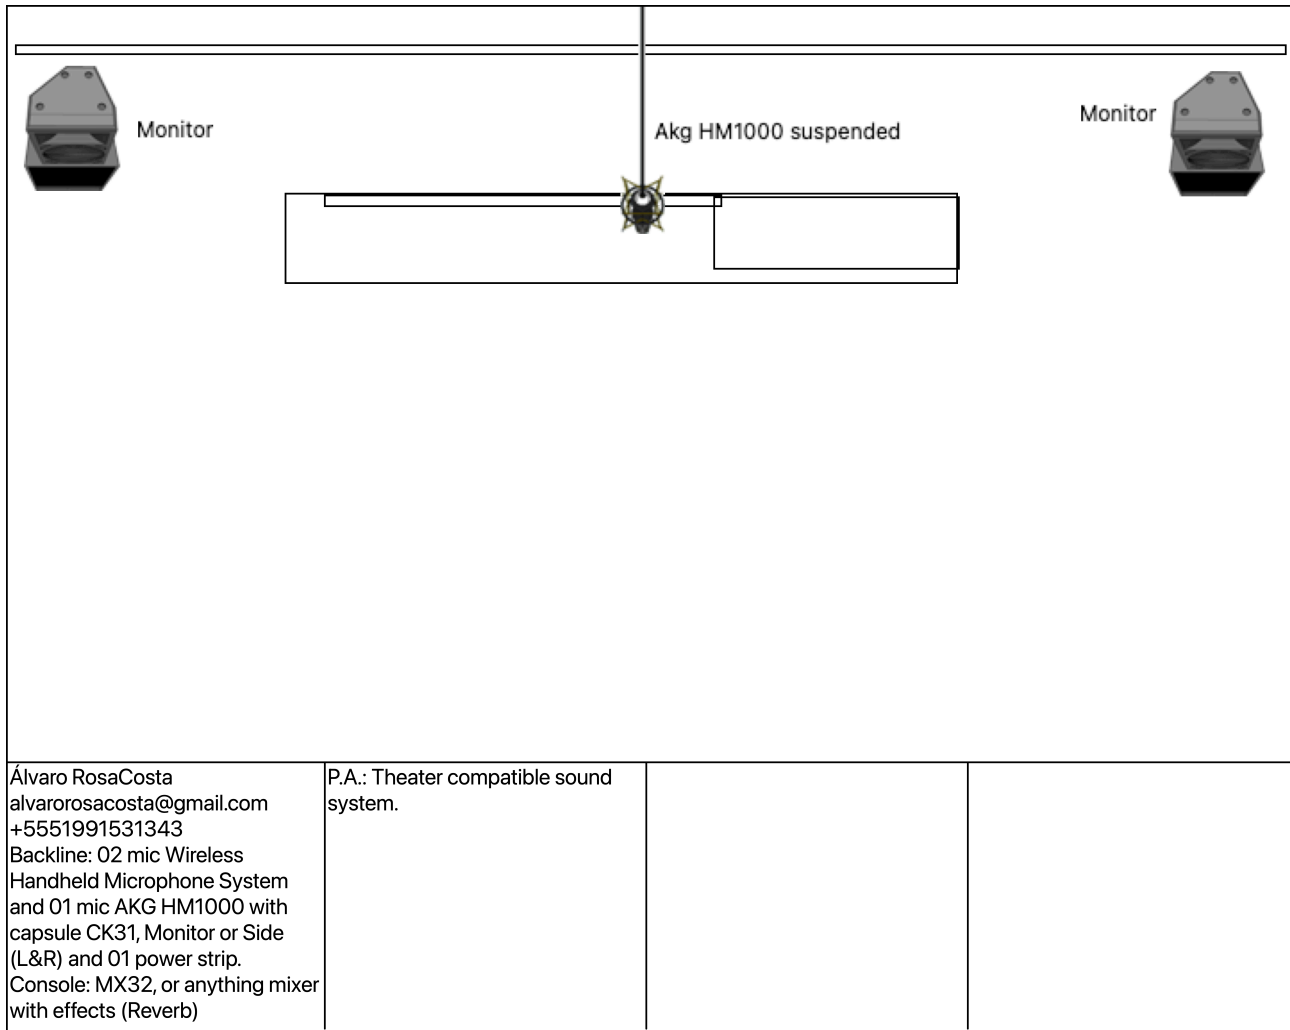 Monitor
Akg HM1000 suspended
Monitor
Álvaro RosaCosta
alvarorosacosta@gmail.com
+5551991531343
Backline: 02 mic Wireless
Handheld Microphone System
and 01 mic AKG HM1000 with
capsule CK31, Monitor or Side
(L&R) and 01 power strip.
Console: MX32, or anything mixer
with effects (Reverb)
P.A.: Theater compatible sound
system.